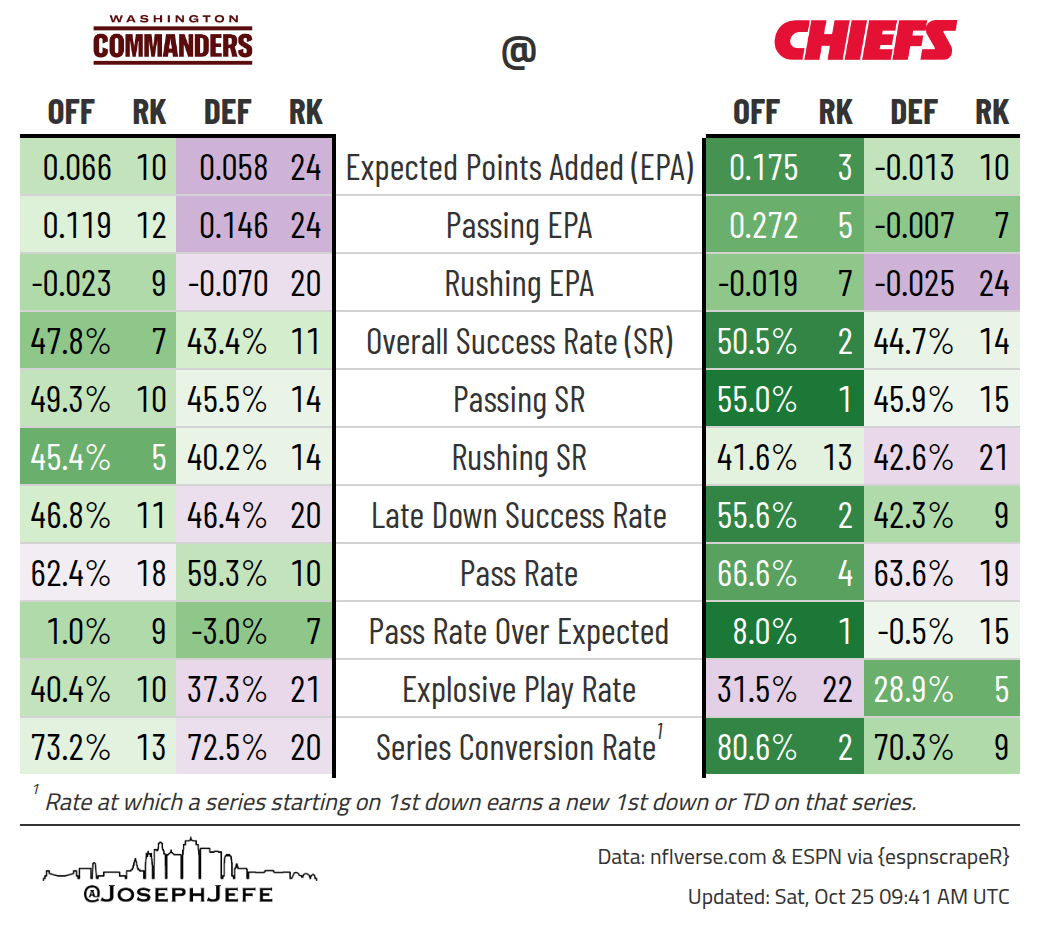 WASHINGTON
COMMANDERS @ CHIEFS
OFF RK DEF RK OFF RK DEF RK
0.066 10 0.058 24 Expected Points Added (EPA) 0.175 3 -0.013 10
0.119 12 0.146 24 Passing EPA 0.272 5 -0.007 7
-0.023 9 -0.070 20 Rushing EPA -0.019 7 -0.025 24
47.8% 7 43.4% 11 Overall Success Rate (SR) 50.5% 2 44.7% 14
49.3% 10 45.5% 14 Passing SR 55.0% 1 45.9% 15
45.4% 5 40.2% 14 Rushing SR 41.6% 13 42.6% 21
46.8% 11 46.4% 20 Late Down Success Rate 55.6% 2 42.3% 9
62.4% 18 59.3% 10 Pass Rate 66.6% 4 63.6% 19
1.0% 9 -3.0% 7 Pass Rate Over Expected 8.0% 1 -0.5% 15
40.4% 10 37.3% 21 Explosive Play Rate 31.5% 22 28.9% 5
73.2% 13 72.5% 20 Series Conversion Rate¹ 80.6% 2 70.3% 9
¹ Rate at which a series starting on 1st down earns a new 1st down or TD on that series.
@JOSEPHJEFE
Data: nflverse.com & ESPN via {espnscrapeR}
Updated: Sat, Oct 25 09:41 AM UTC